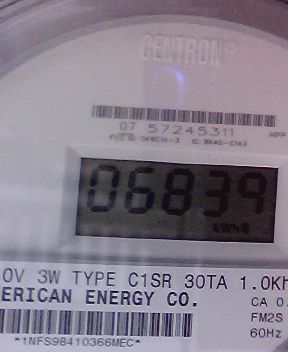 CENTRON®
07 57245311
06839
kWh
0V 3W TYPE C1SR 30TA 1.0Kh
ERICAN ENERGY CO.
CA 0.
FM2S
60Hz
*1NFS98410366MEC*